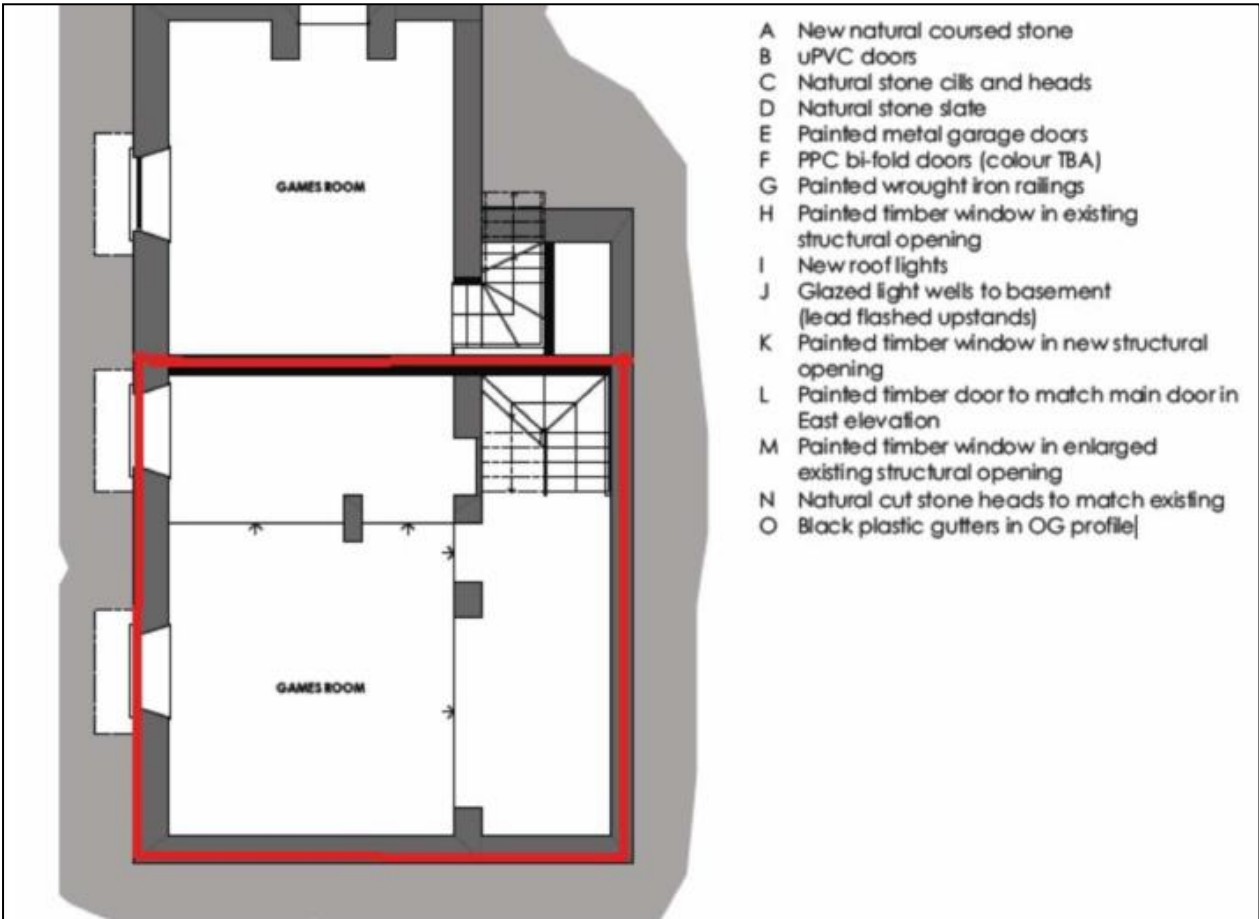 GAMES ROOM
GAMES ROOM
A New natural coursed stone
B uPVC doors
C Natural stone cills and heads
D Natural stone slate
E Painted metal garage doors
F PPC bi-fold doors (colour TBA)
G Painted wrought iron railings
H Painted timber window in existing
structural opening
I New roof lights
J Glazed light wells to basement
(lead flashed upstands)
K Painted timber window in new structural
opening
L Painted timber door to match main door in
East elevation
M Painted timber window in enlarged
existing structural opening
N Natural cut stone heads to match existing
O Black plastic gutters in OG profile